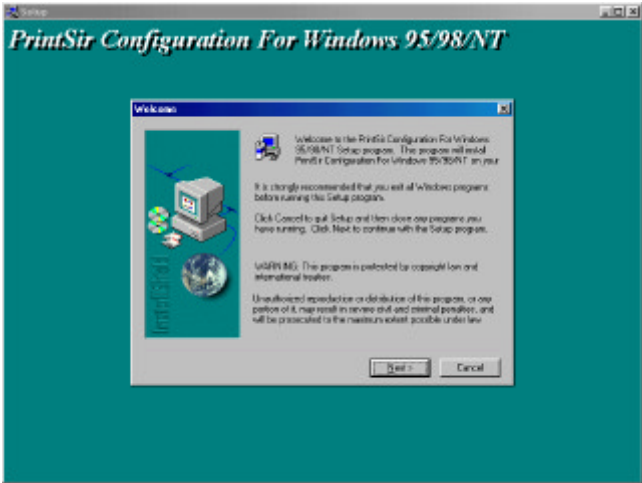 Setup
PrintSir Configuration For Windows 95/98/NT
Welcome
Welcome to the PrintSir Configuration For Windows
95/98/NT Setup program. This program will install
PrintSir Configuration For Windows 95/98/NT on your
It is strongly recommended that you exit all Windows programs
before running this Setup program.
Click Cancel to quit Setup and then close any programs you
have running. Click Next to continue with the Setup program.
WARNING: This program is protected by copyright law and
international treaties.
Unauthorized reproduction or distribution of this program, or any
portion of it, may result in severe civil and criminal penalties, and
will be prosecuted to the maximum extent possible under law
InstallShield
Next >
Cancel